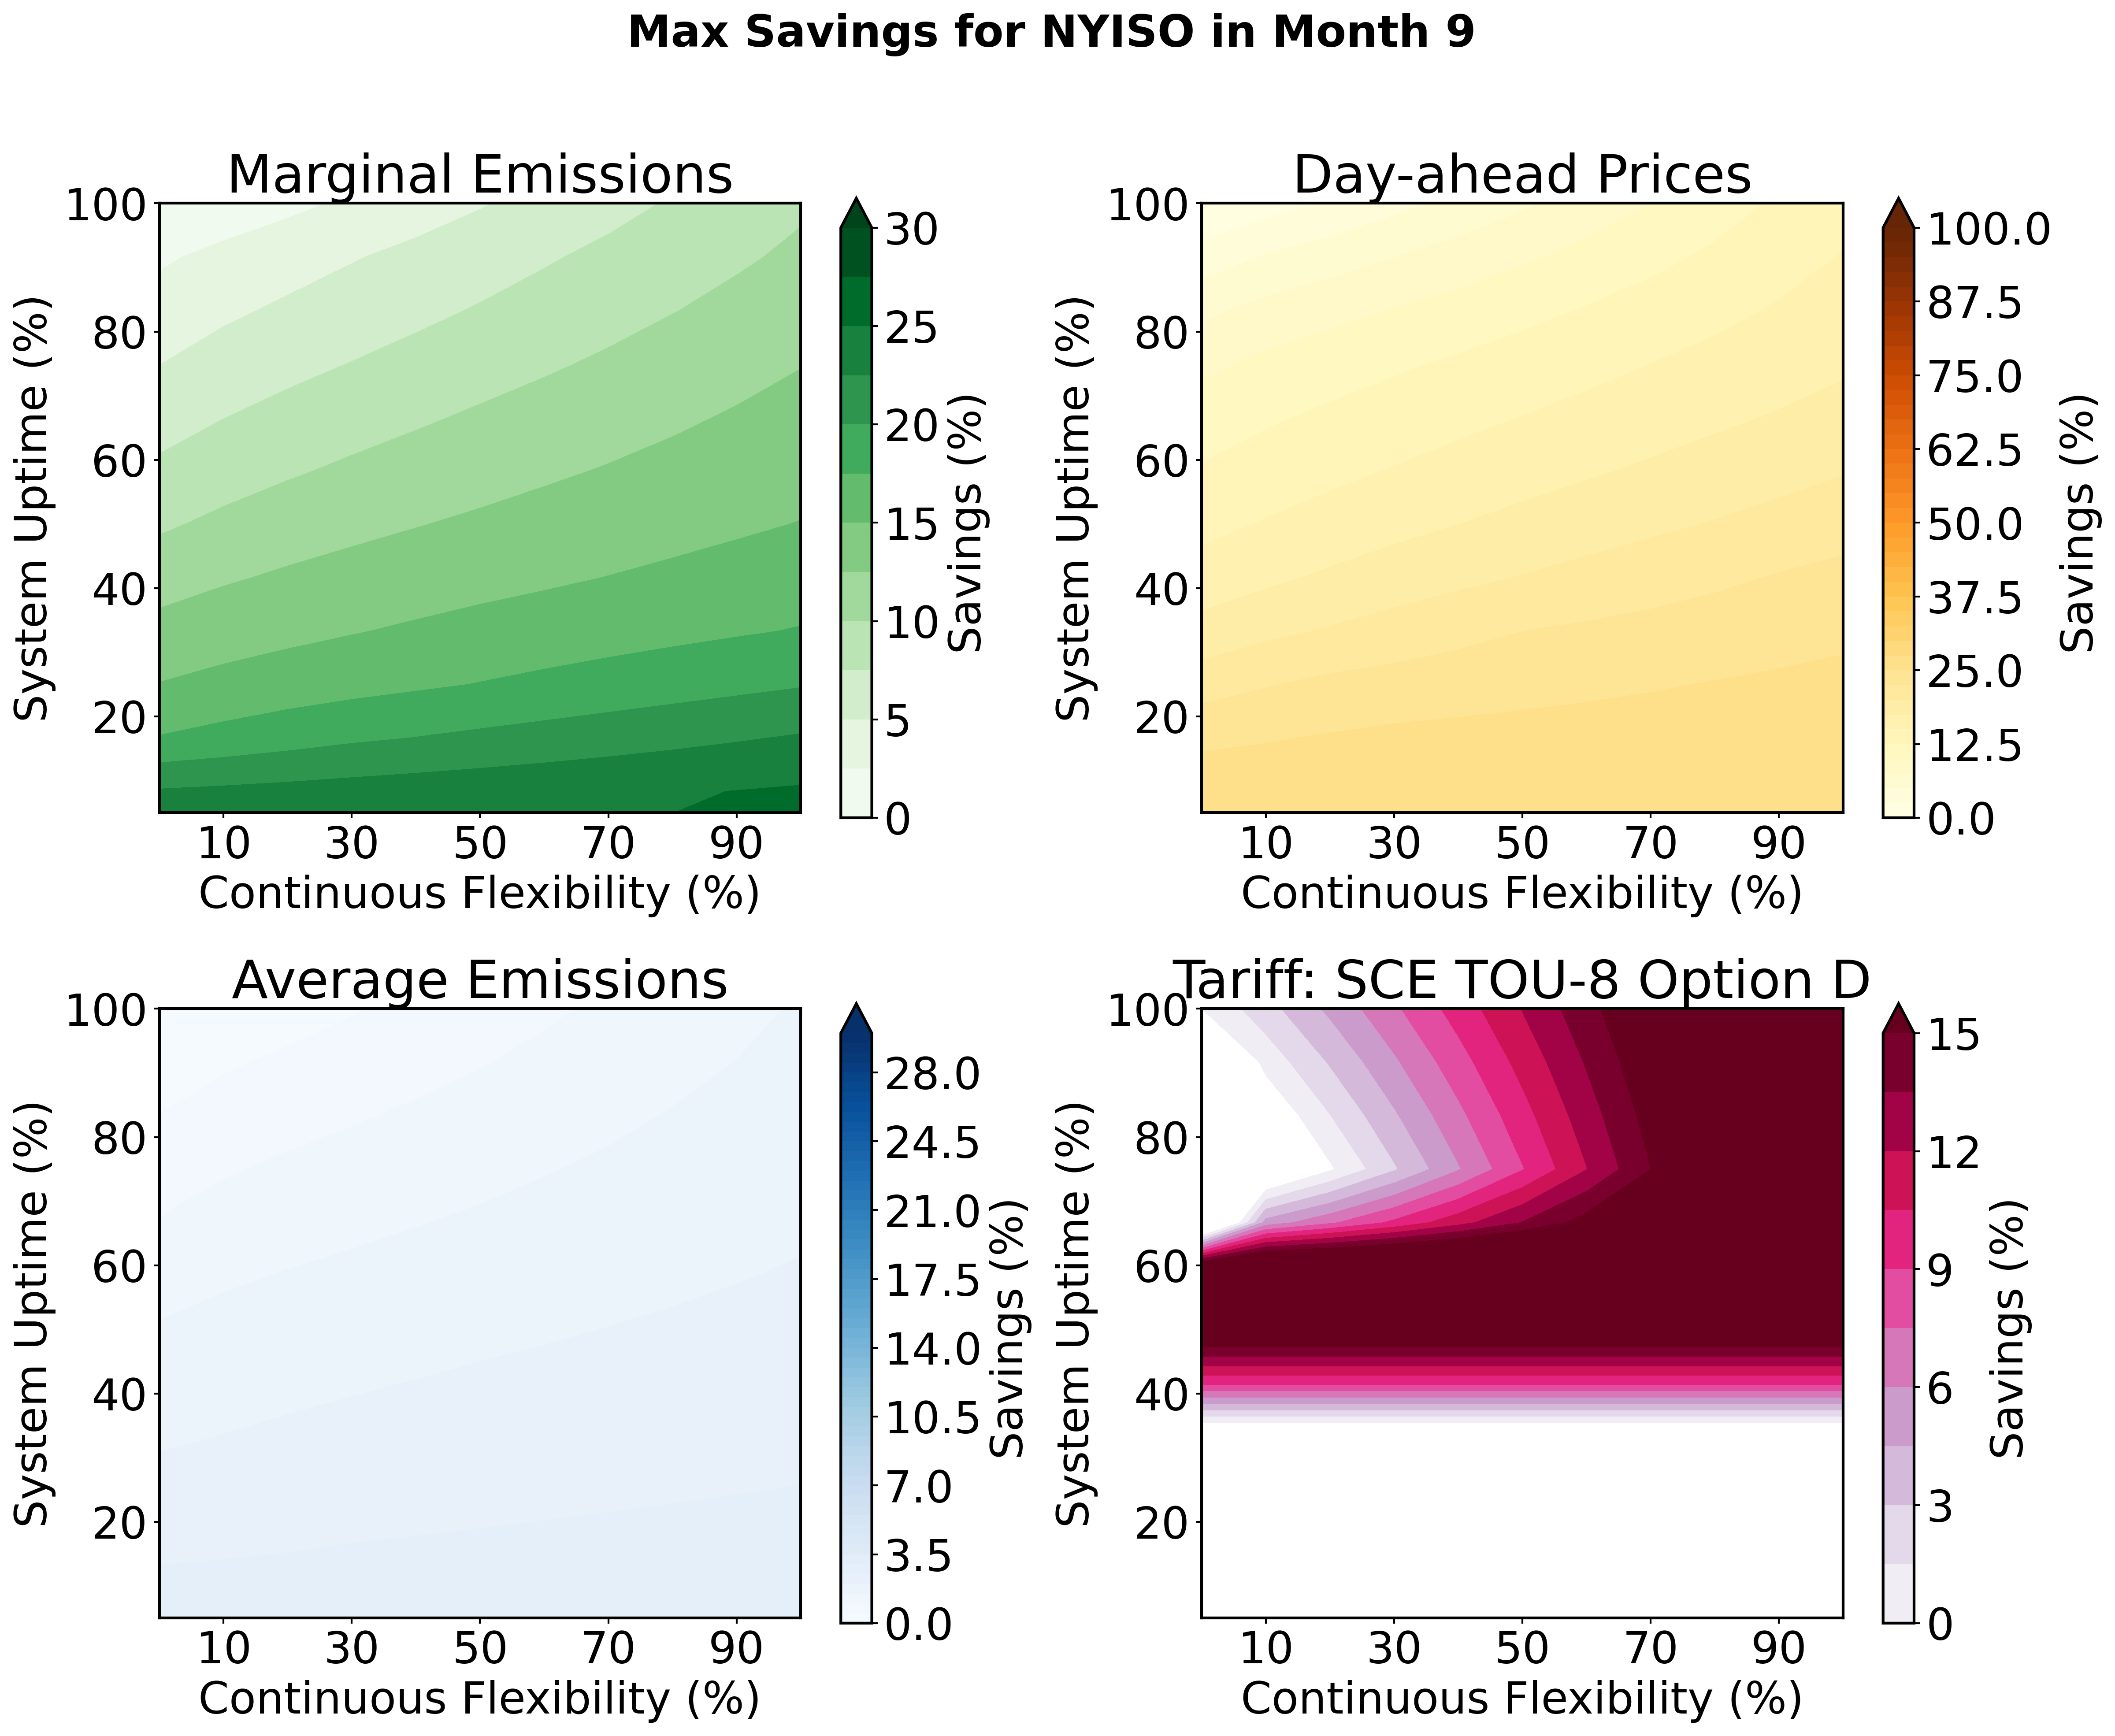 Max Savings for NYISO in Month 9
Marginal Emissions
System Uptime (%)
100
80
60
40
20
10 30 50 70 90
Continuous Flexibility (%)
30
25
20
15
10
5
0
Savings (%)
Day-ahead Prices
System Uptime (%)
100
80
60
40
20
10 30 50 70 90
Continuous Flexibility (%)
100.0
87.5
75.0
62.5
50.0
37.5
25.0
12.5
0.0
Savings (%)
Average Emissions
System Uptime (%)
100
80
60
40
20
10 30 50 70 90
Continuous Flexibility (%)
28.0
24.5
21.0
17.5
14.0
10.5
7.0
3.5
0.0
Savings (%)
Tariff: SCE TOU-8 Option D
System Uptime (%)
100
80
60
40
20
10 30 50 70 90
Continuous Flexibility (%)
15
12
9
6
3
0
Savings (%)